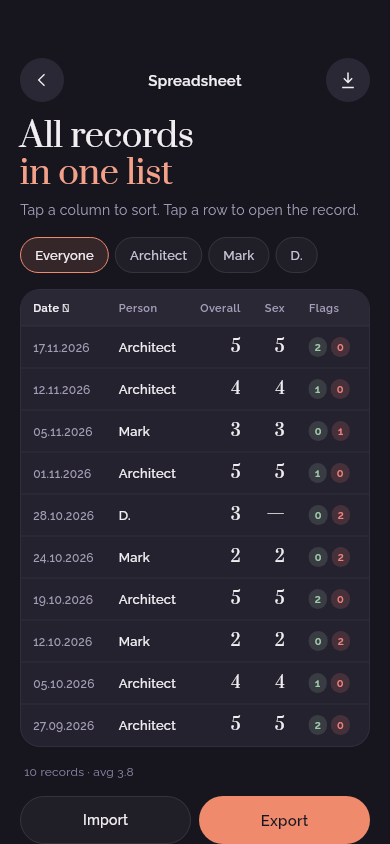 Spreadsheet
All records
in one list
Tap a column to sort. Tap a row to open the record.
Everyone Architect Mark D.
Date Person Overall Sex Flags
17.11.2026 Architect 5 5 2 0
12.11.2026 Architect 4 4 1 0
05.11.2026 Mark 3 3 0 1
01.11.2026 Architect 5 5 1 0
28.10.2026 D. 3 — 0 2
24.10.2026 Mark 2 2 0 2
19.10.2026 Architect 5 5 2 0
12.10.2026 Mark 2 2 0 2
05.10.2026 Architect 4 4 1 0
27.09.2026 Architect 5 5 2 0
10 records · avg 3.8
Import Export